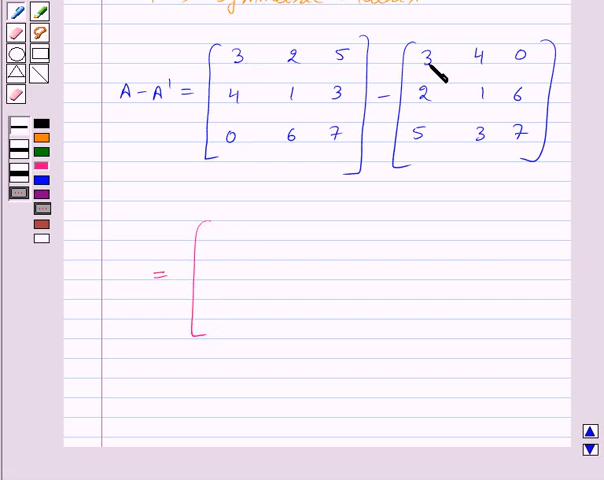 A - A' = [ 3 2 5 ] - [ 3 4 0 ]
4 1 3 2 1 6
0 6 7 5 3 7
= [